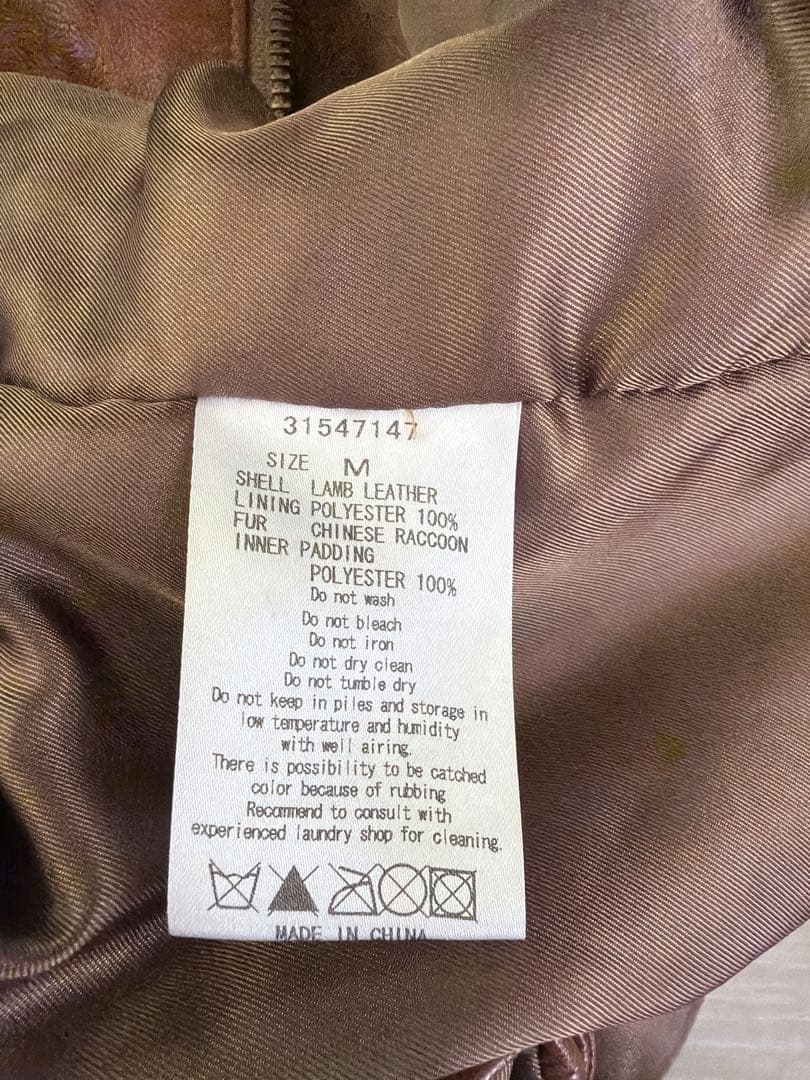 31547147
SIZE M
SHELL LAMB LEATHER
LINING POLYESTER 100%
FUR CHINESE RACCOON
INNER PADDING
POLYESTER 100%
Do not wash
Do not bleach
Do not iron
Do not dry clean
Do not tumble dry
Do not keep in piles and storage in
low temperature and humidity
with well airing.
There is possibility to be catched
color because of rubbing
Recommend to consult with
experienced laundry shop for cleaning.
MADE IN CHINA